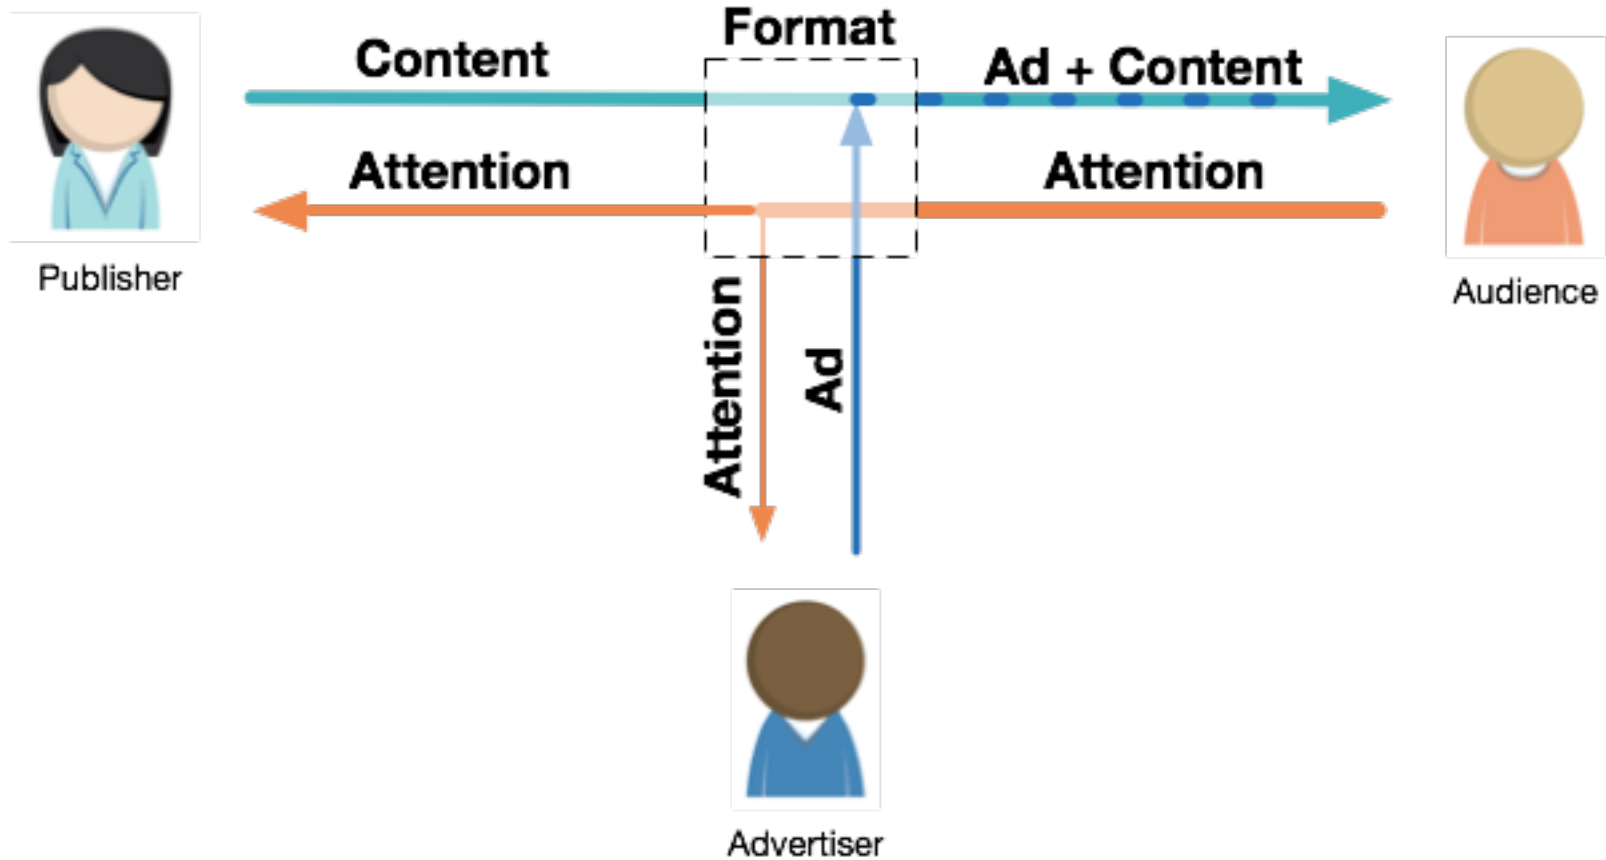 Format
Content
Ad + Content
Attention
Attention
Publisher
Audience
Attention
Ad
Advertiser